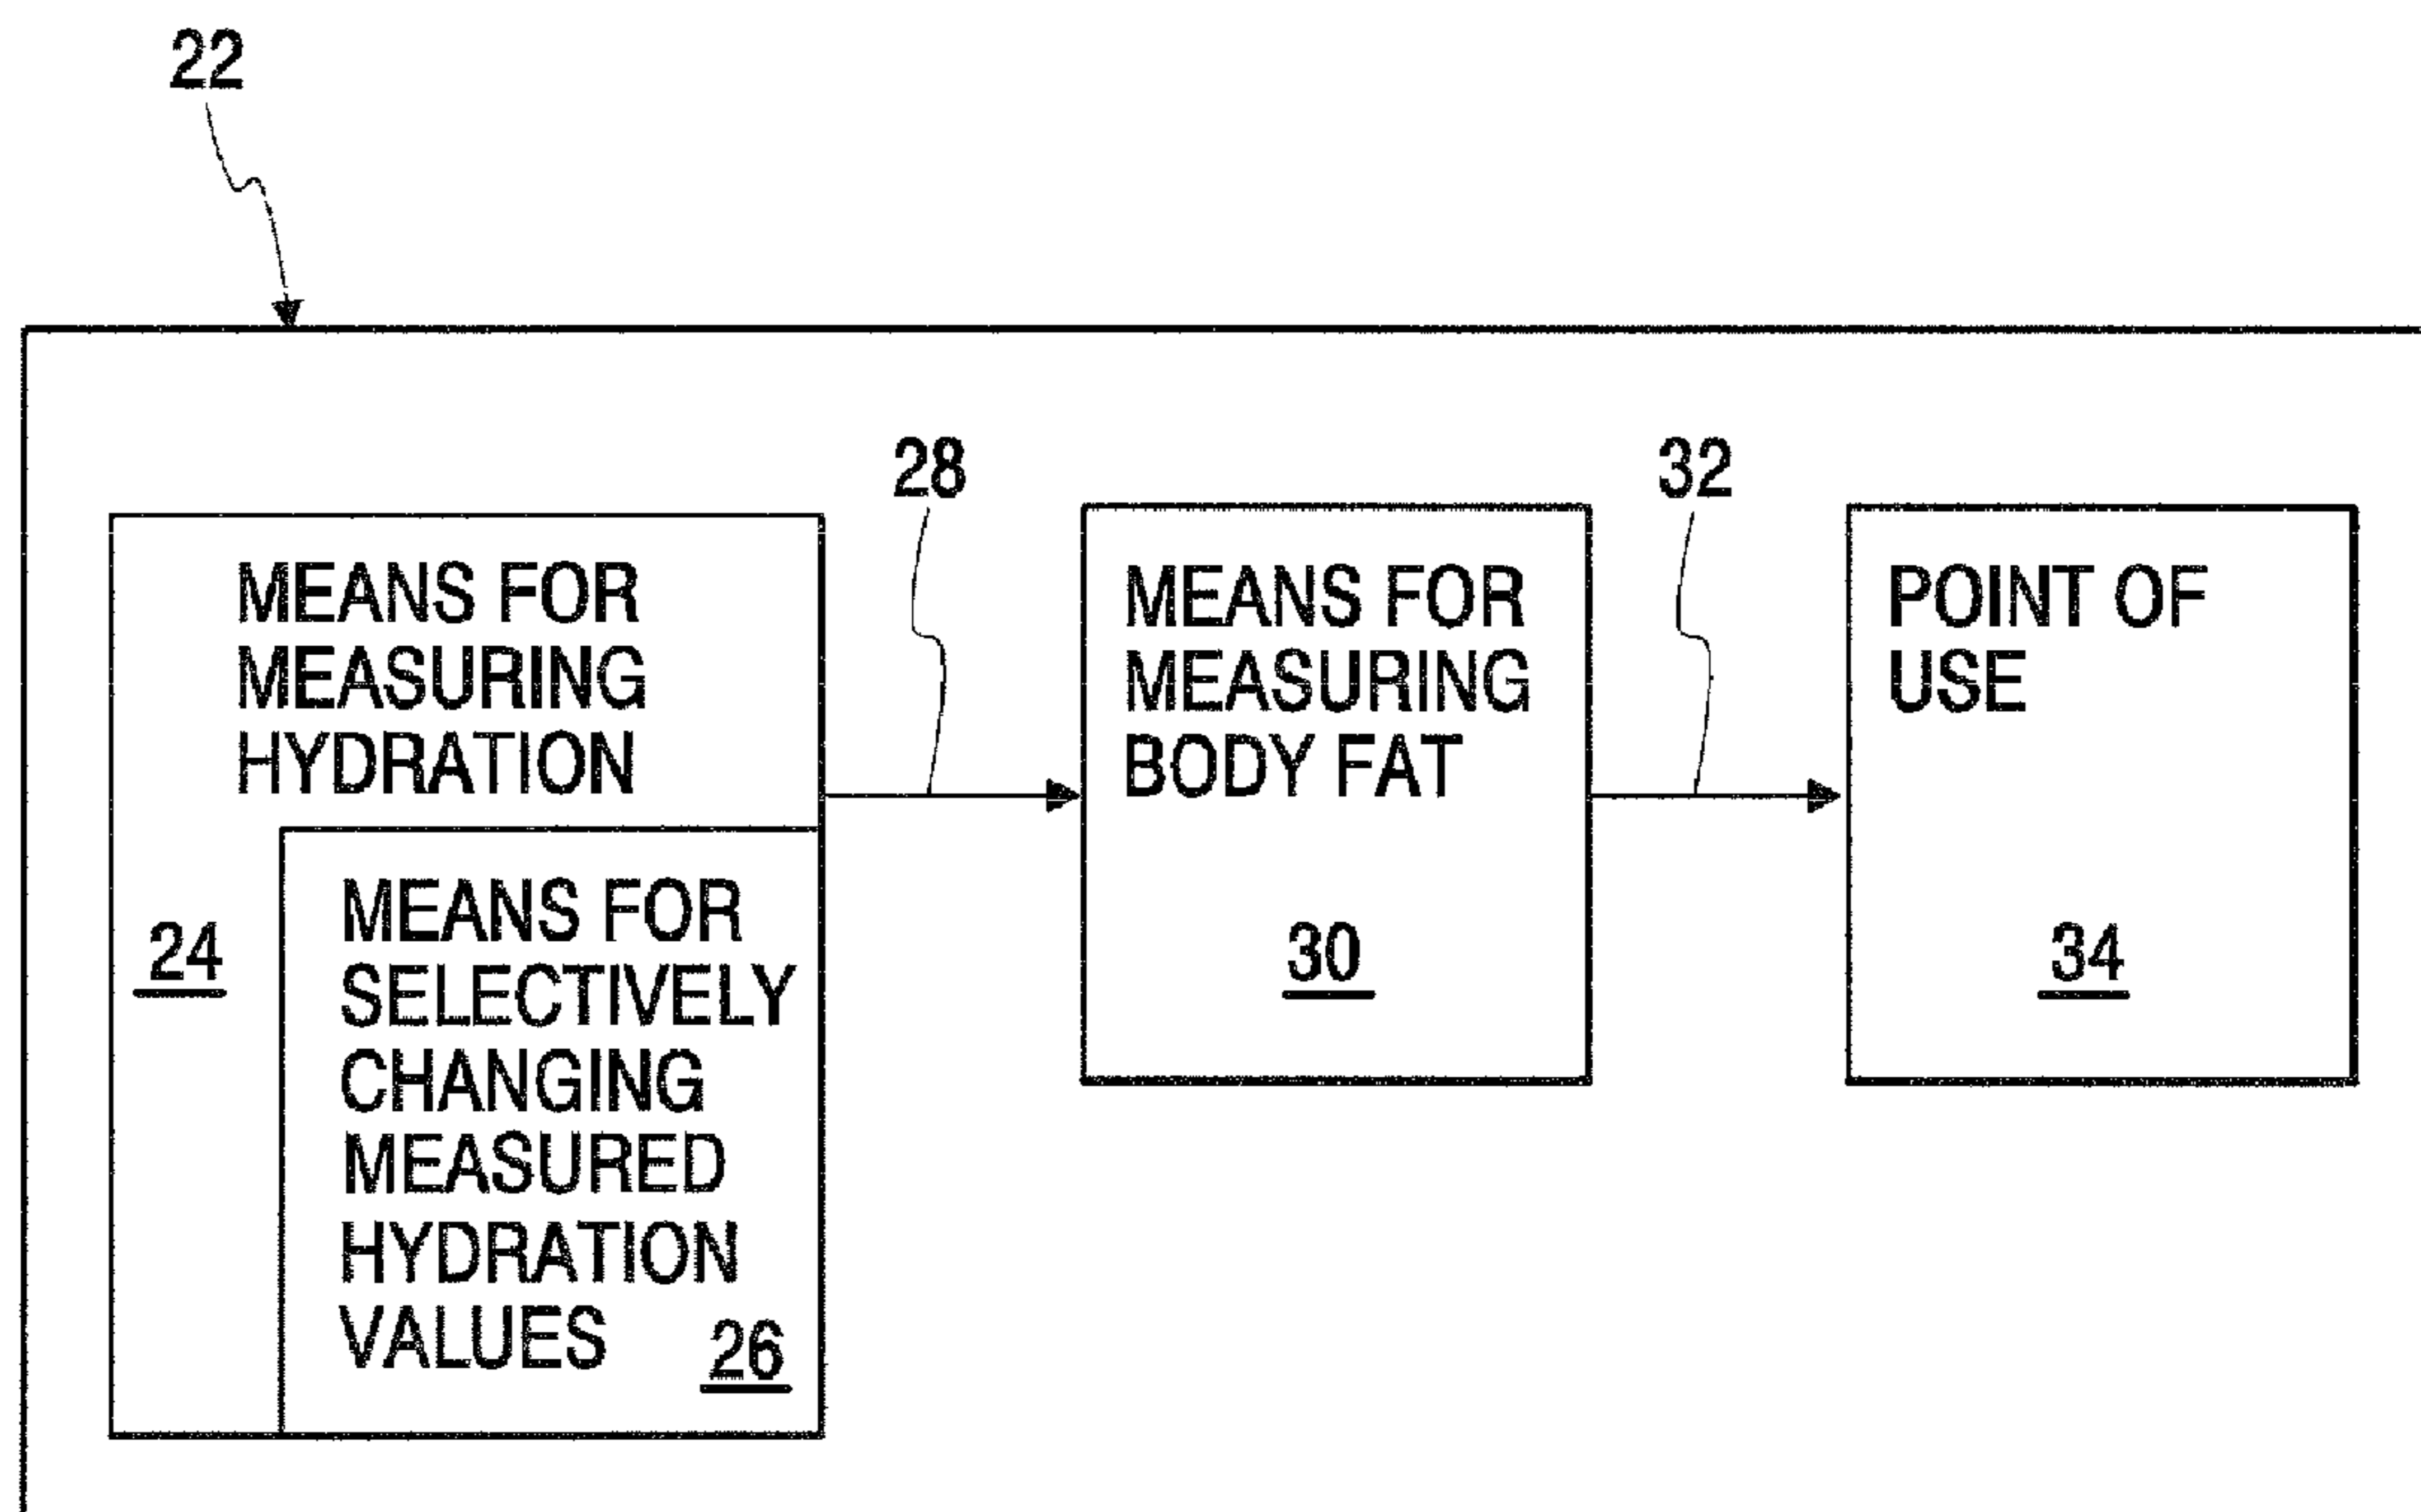 22
28
32
MEANS FOR
MEASURING
HYDRATION
24
MEANS FOR
SELECTIVELY
CHANGING
MEASURED
HYDRATION
VALUES
26
MEANS FOR
MEASURING
BODY FAT
30
POINT OF
USE
34